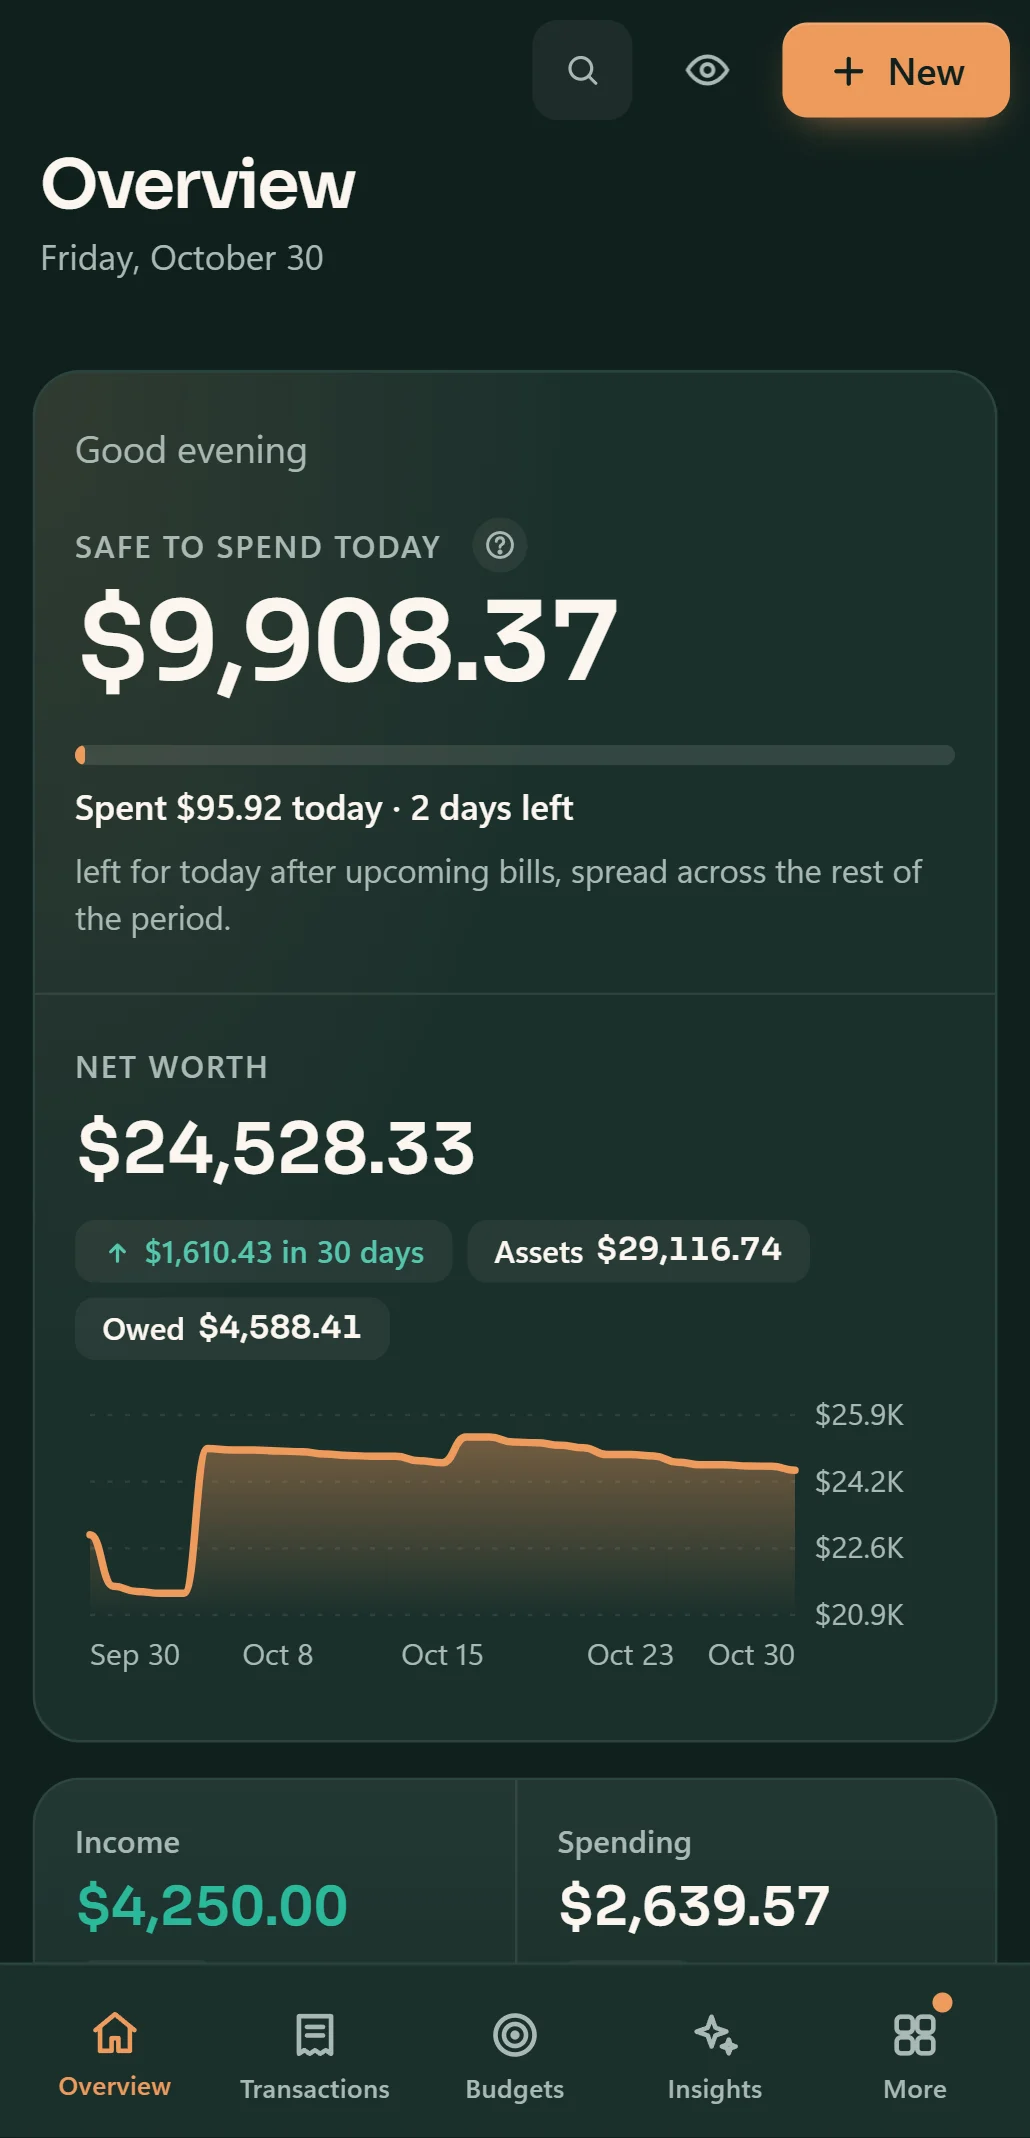 New
Overview
Friday, October 30
Good evening
SAFE TO SPEND TODAY
$9,908.37
Spent $95.92 today · 2 days left
left for today after upcoming bills, spread across the rest of
the period.
NET WORTH
$24,528.33
↑ $1,610.43 in 30 days
Assets $29,116.74
Owed $4,588.41
$25.9K
$24.2K
$22.6K
$20.9K
Sep 30 Oct 8 Oct 15 Oct 23 Oct 30
Income
$4,250.00
Spending
$2,639.57
Overview Transactions Budgets Insights More